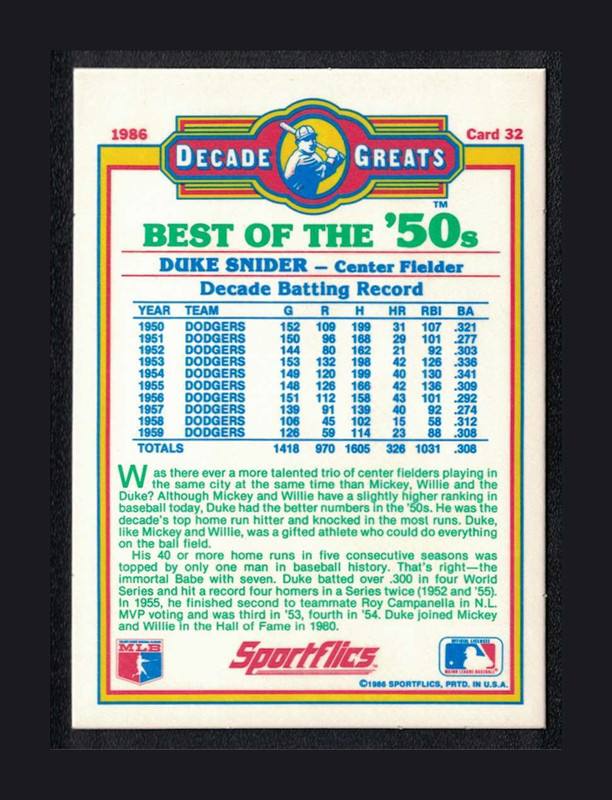 1986
Card 32
DECADE GREATS
TM
BEST OF THE '50s
DUKE SNIDER – Center Fielder
Decade Batting Record
YEAR TEAM G R H HR RBI BA
1950 DODGERS 152 109 199 31 107 .321
1951 DODGERS 150 96 168 29 101 .277
1952 DODGERS 144 80 162 21 92 .303
1953 DODGERS 153 132 198 42 126 .336
1954 DODGERS 149 120 199 40 130 .341
1955 DODGERS 148 126 166 42 136 .309
1956 DODGERS 151 112 158 43 101 .292
1957 DODGERS 139 91 139 40 92 .274
1958 DODGERS 106 45 102 15 58 .312
1959 DODGERS 126 59 114 23 88 .308
TOTALS 1418 970 1605 326 1031 .308
Was there ever a more talented trio of center fielders playing in
the same city at the same time than Mickey, Willie and the
Duke? Although Mickey and Willie have a slightly higher ranking in
baseball today, Duke had the better numbers in the '50s. He was the
decade's top home run hitter and knocked in the most runs. Duke,
like Mickey and Willie, was a gifted athlete who could do everything
on the ball field.
His 40 or more home runs in five consecutive seasons was
topped by only one man in baseball history. That's right—the
immortal Babe with seven. Duke batted over .300 in four World
Series and hit a record four homers in a Series twice (1952 and '55).
In 1955, he finished second to teammate Roy Campanella in N.L.
MVP voting and was third in '53, fourth in '54. Duke joined Mickey
and Willie in the Hall of Fame in 1980.
MLB
Sportflics
OFFICIAL LICENSEE
MAJOR LEAGUE BASEBALL
©1986 SPORTFLICS, PRTD. IN U.S.A.